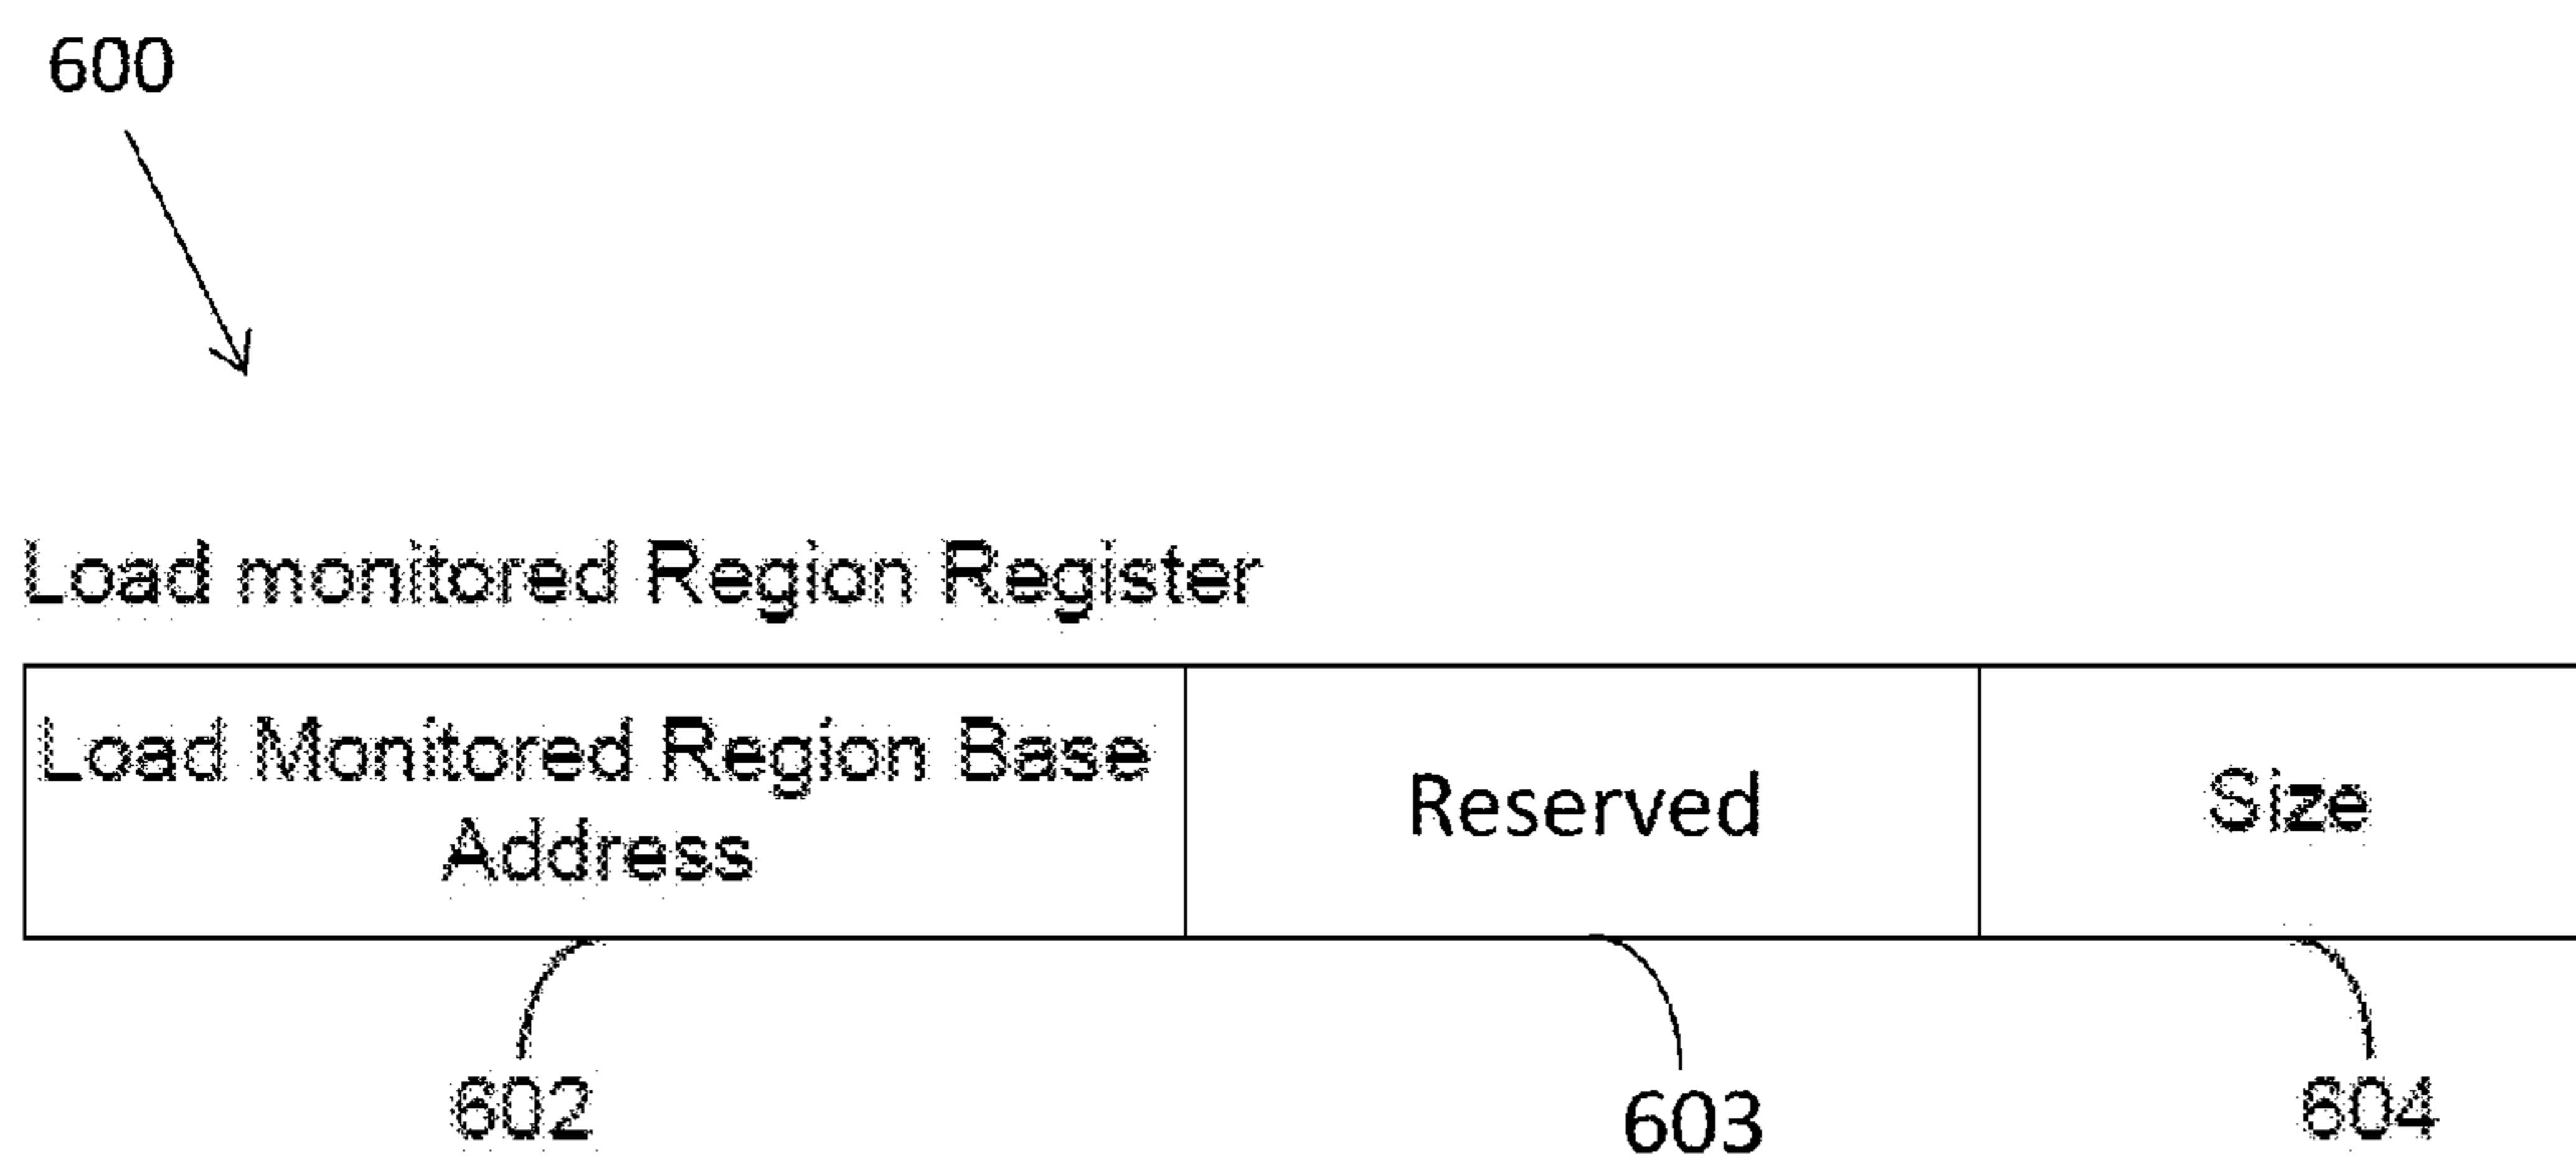 600
Load monitored Region Register
Load Monitored Region Base
Address
Reserved
Size
602
603
604